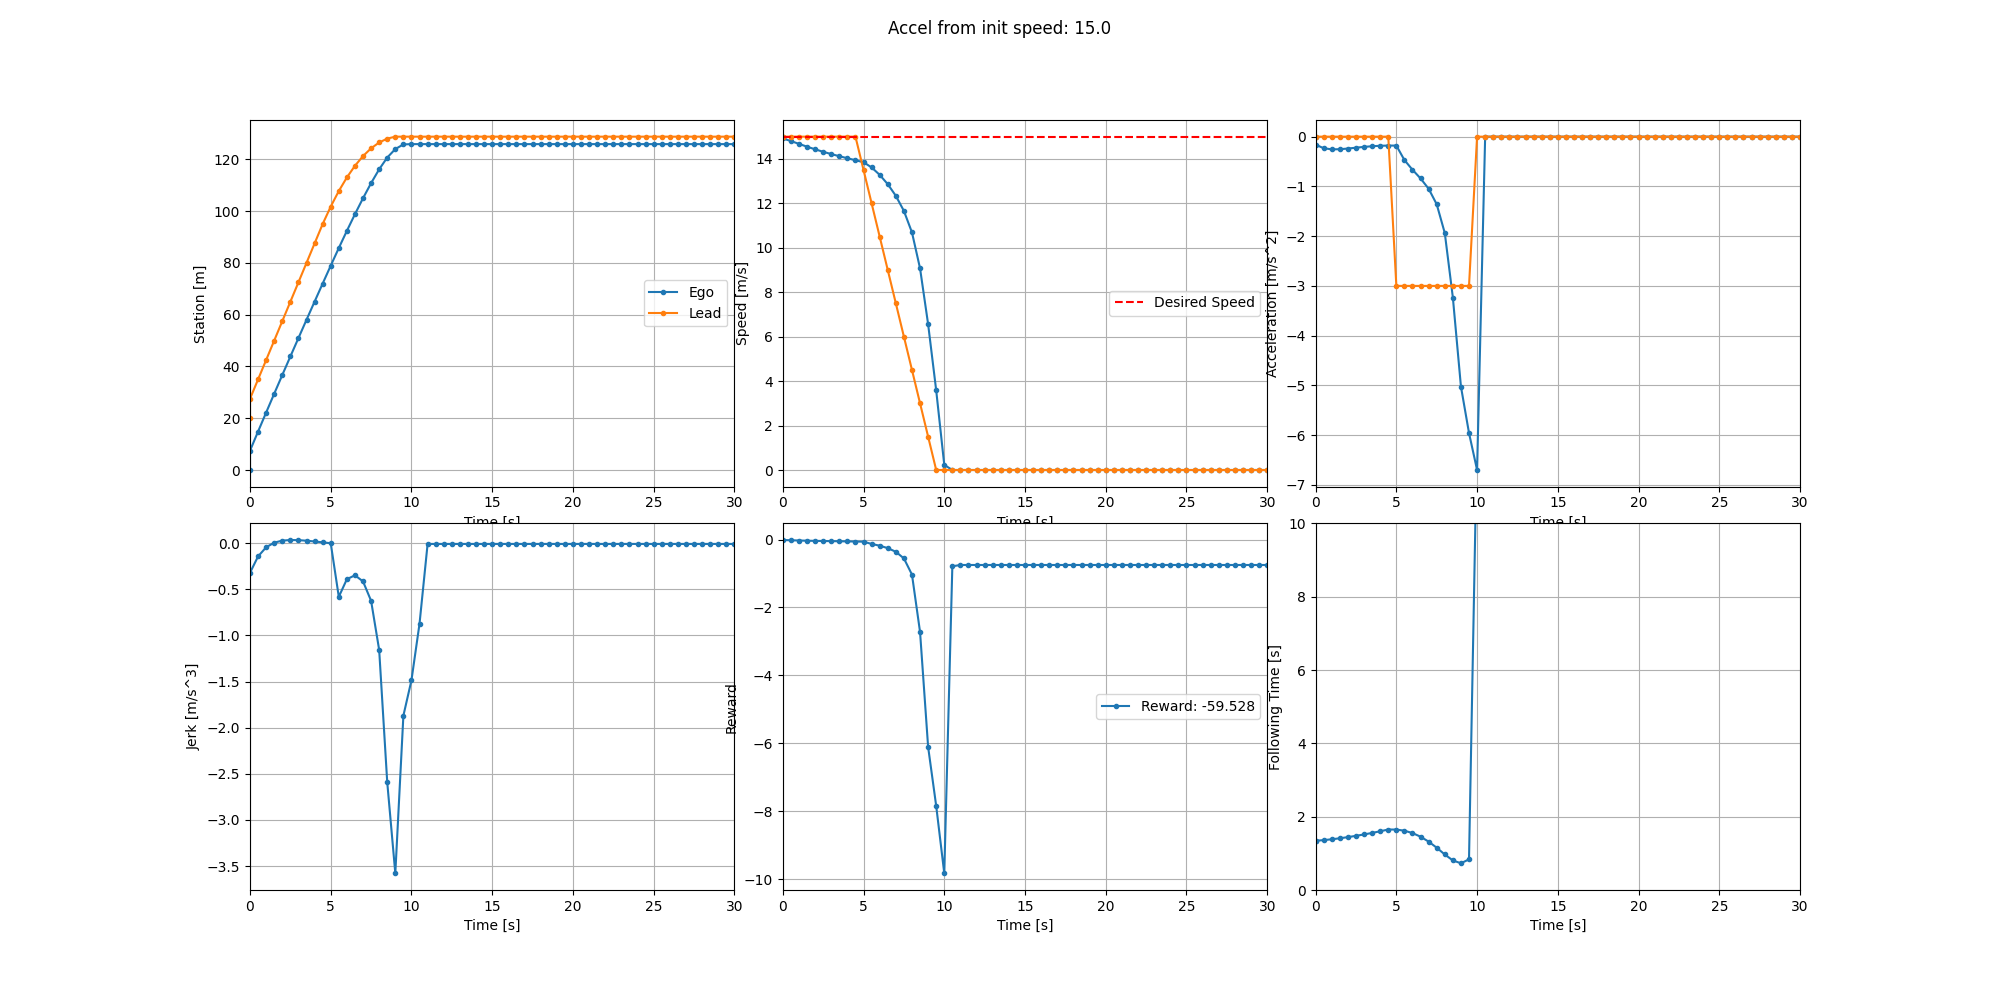 Accel from init speed: 15.0
Station [m]
120
100
80
60
40
20
0
Ego
Lead
0 5 10 15 20 25 30
Time [s]
Speed [m/s]
14
12
10
8
6
4
2
0
Desired Speed
0 5 10 15 20 25 30
Time [s]
Acceleration [m/s^2]
0
−1
−2
−3
−4
−5
−6
−7
0 5 10 15 20 25 30
Time [s]
Jerk [m/s^3]
0.0
−0.5
−1.0
−1.5
−2.0
−2.5
−3.0
−3.5
0 5 10 15 20 25 30
Time [s]
Reward
0
−2
−4
−6
−8
−10
Reward: -59.528
0 5 10 15 20 25 30
Time [s]
Following Time [s]
10
8
6
4
2
0
0 5 10 15 20 25 30
Time [s]